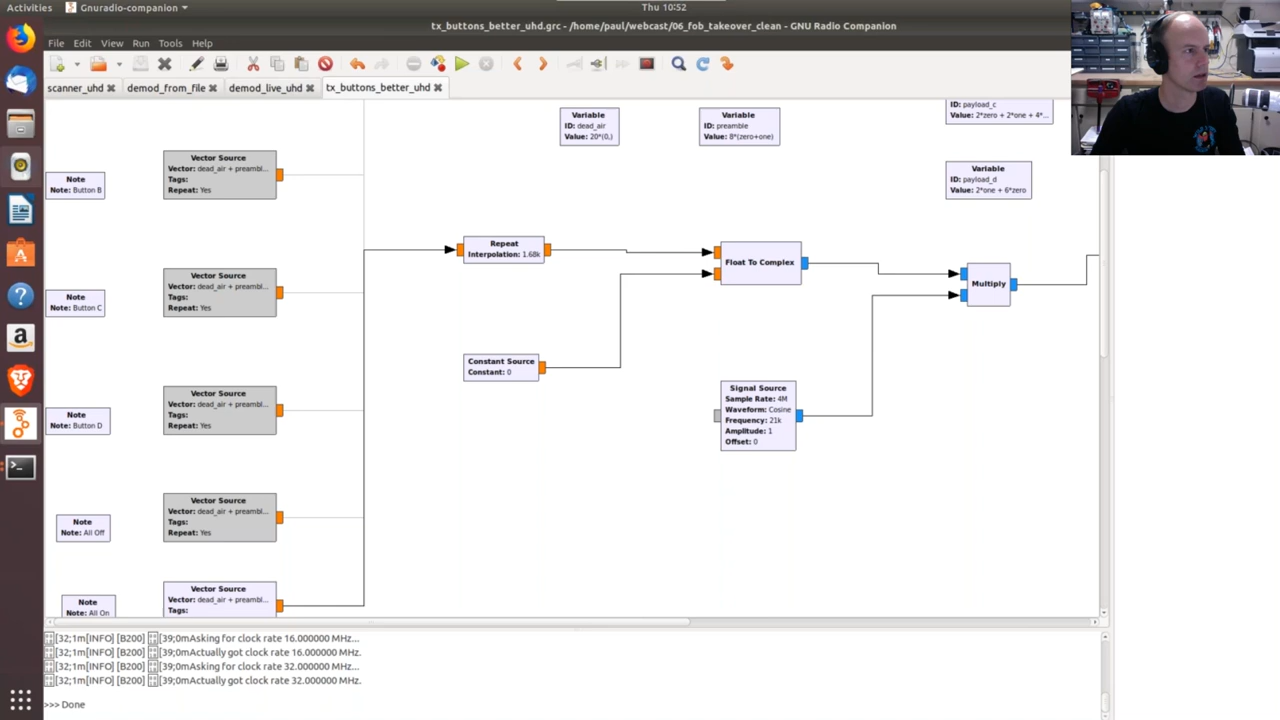 Activities
Gnuradio-companion
Thu 10:52
tx_buttons_better_uhd.grc - /home/paul/webcast/06_fob_takeover_clean - GNU Radio Companion
File Edit View Run Tools Help
scanner_uhd demod_from_file demod_live_uhd tx_buttons_better_uhd
Variable
ID: dead_air
Value: 20*(0,)
Variable
ID: preamble
Value: 8*(zero+one)
ID: payload_c
Value: 2*zero + 2*one + 4*...
Variable
ID: payload_d
Value: 2*one + 6*zero
Note
Note: Button B
Vector Source
Vector: dead_air + preambl...
Tags:
Repeat: Yes
Repeat
Interpolation: 1.68k
Float To Complex
Multiply
Note
Note: Button C
Vector Source
Vector: dead_air + preambl...
Tags:
Repeat: Yes
Constant Source
Constant: 0
Signal Source
Sample Rate: 4M
Waveform: Cosine
Frequency: 21k
Amplitude: 1
Offset: 0
Note
Note: Button D
Vector Source
Vector: dead_air + preambl...
Tags:
Repeat: Yes
Note
Note: All Off
Vector Source
Vector: dead_air + preambl...
Tags:
Repeat: Yes
Note
Note: All On
Vector Source
Vector: dead_air + preambl...
Tags:
[32;1m[INFO] [B200] [39;0mAsking for clock rate 16.000000 MHz...
[32;1m[INFO] [B200] [39;0mActually got clock rate 16.000000 MHz.
[32;1m[INFO] [B200] [39;0mAsking for clock rate 32.000000 MHz...
[32;1m[INFO] [B200] [39;0mActually got clock rate 32.000000 MHz.
>>> Done